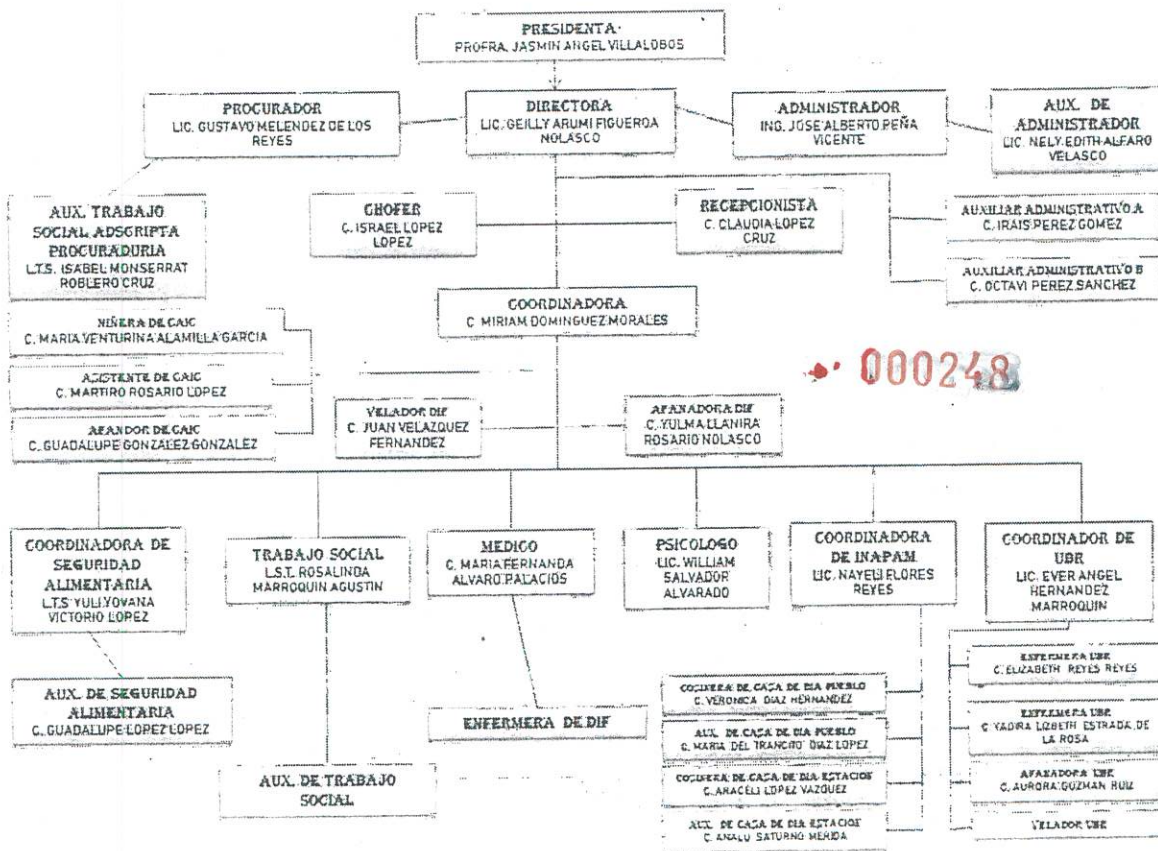 PRESIDENTA
PROFRA. JASMIN ANGEL VILLALOBOS
PROCURADOR
LIC. GUSTAVO MELENDEZ DE LOS
REYES
DIRECTORA
LIC. GEILLY ARUMI FIGUEROA
NOLASCO
ADMINISTRADOR
ING. JOSE ALBERTO PEÑA
VICENTE
AUX. DE
ADMINISTRADOR
LIC. NELY EDITH ALFARO
VELASCO
AUX. TRABAJO
SOCIAL ADSCRIPTA
PROCURADURIA
L.T.S. ISABEL MONSERRAT
ROBLERO CRUZ
CHOFER
C. ISRAEL LOPEZ
LOPEZ
RECEPCIONISTA
C. CLAUDIA LOPEZ
CRUZ
AUXILIAR ADMINISTRATIVO A
C. IRAIS PEREZ GOMEZ
AUXILIAR ADMINISTRATIVO B
C. OCTAVI PEREZ SANCHEZ
COORDINADORA
C. MIRIAM DOMINGUEZ MORALES
NIÑERA DE CAIC
C. MARIA VENTURINA ALAMILLA GARCIA
ASISTENTE DE CAIC
C. MARTIRO ROSARIO LOPEZ
AFANDOR DE CAIC
C. GUADALUPE GONZALEZ GONZALEZ
000248
VELADOR DIF
C. JUAN VELAZQUEZ
FERNANDEZ
AFANADORA DIF
C. YULMA LLANIRA
ROSARIO NOLASCO
COORDINADORA DE
SEGURIDAD
ALIMENTARIA
L.T.S YULI YOVANA
VICTORIO LOPEZ
TRABAJO SOCIAL
L.S.T. ROSALINDA
MARROQUIN AGUSTIN
MEDICO
C. MARIA FERNANDA
ALVARO PALACIOS
PSICOLOGO
LIC. WILLIAM
SALVADOR
ALVARADO
COORDINADORA
DE INAPAM
LIC. NAYELI FLORES
REYES
COORDINADOR DE
UBR
LIC. EVER ANGEL
HERNANDEZ
MARROQUIN
AUX. DE SEGURIDAD
ALIMENTARIA
C. GUADALUPE LOPEZ LOPEZ
AUX. DE TRABAJO
SOCIAL
ENFERMERA DE DIF
COCINERA DE CASA DE DIA PUEBLO
C. VERONICA DIAZ HERNANDEZ
AUX. DE CASA DE DIA PUEBLO
C. MARIA DEL TRANCITO DIAZ LOPEZ
COCINERA DE CASA DE DIA ESTACIOS
C. ARACELI LOPEZ VAZQUEZ
AUX. DE CASA DE DIA ESTACIOS
C. ANALU SATURNO MERIDA
ENFERMERA UBR
C. ELIZABETH REYES REYES
ENFERMERA UBR
C. YADIRA LIZBETH ESTRADA DE
LA ROSA
AFANADORA UBR
C. AURORA GUZMAN RUIZ
VELADOR UBR